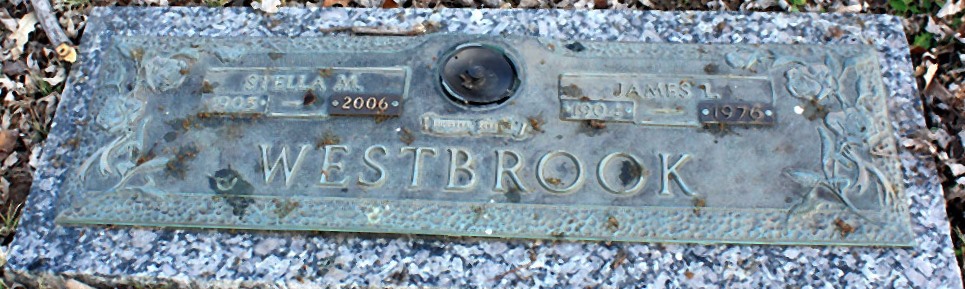 STELLA M.
1905 — 2006
JAMES L.
1904 — 1976
WESTBROOK